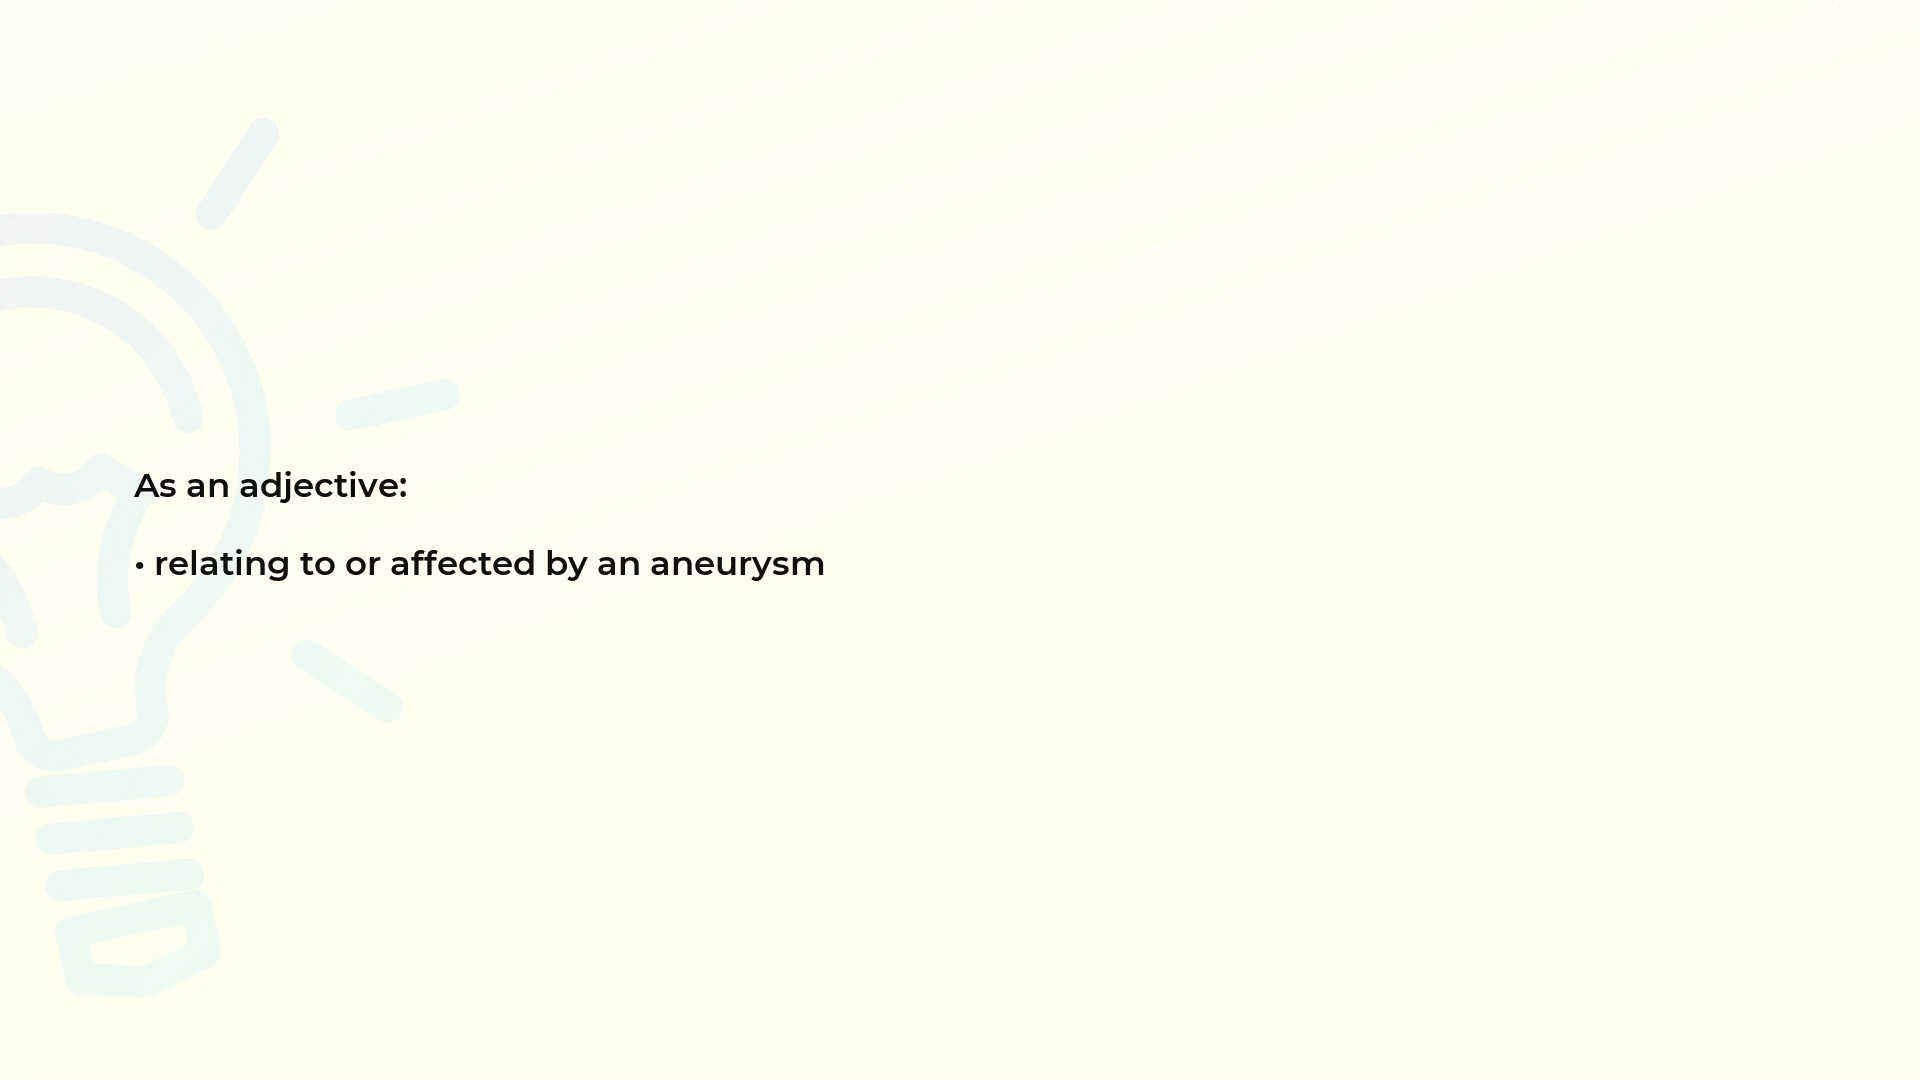 As an adjective:
• relating to or affected by an aneurysm